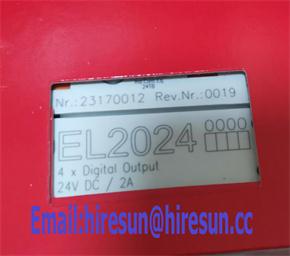 Nr.:23170012 Rev.Nr.:0019
EL2024 0000
4 x Digital Output
24V DC / 2A
Email:hiresun@hiresun.cc